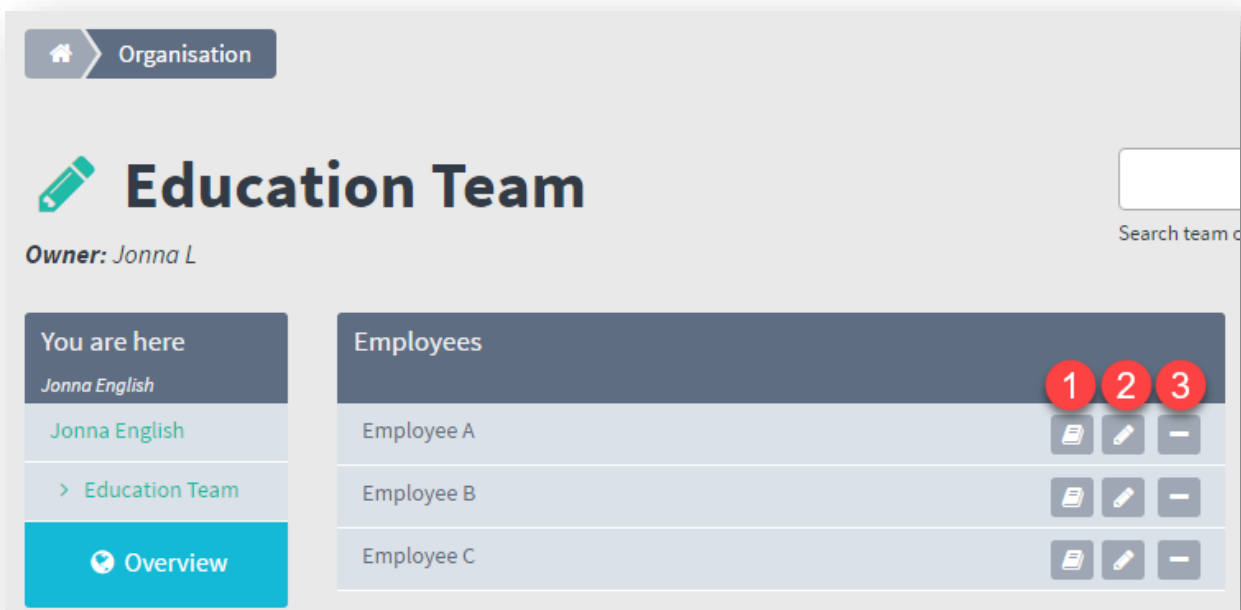 Organisation
Education Team
Owner: Jonna L
Search team
You are here
Jonna English
Jonna English
> Education Team
Overview
Employees
1 2 3
Employee A
Employee B
Employee C